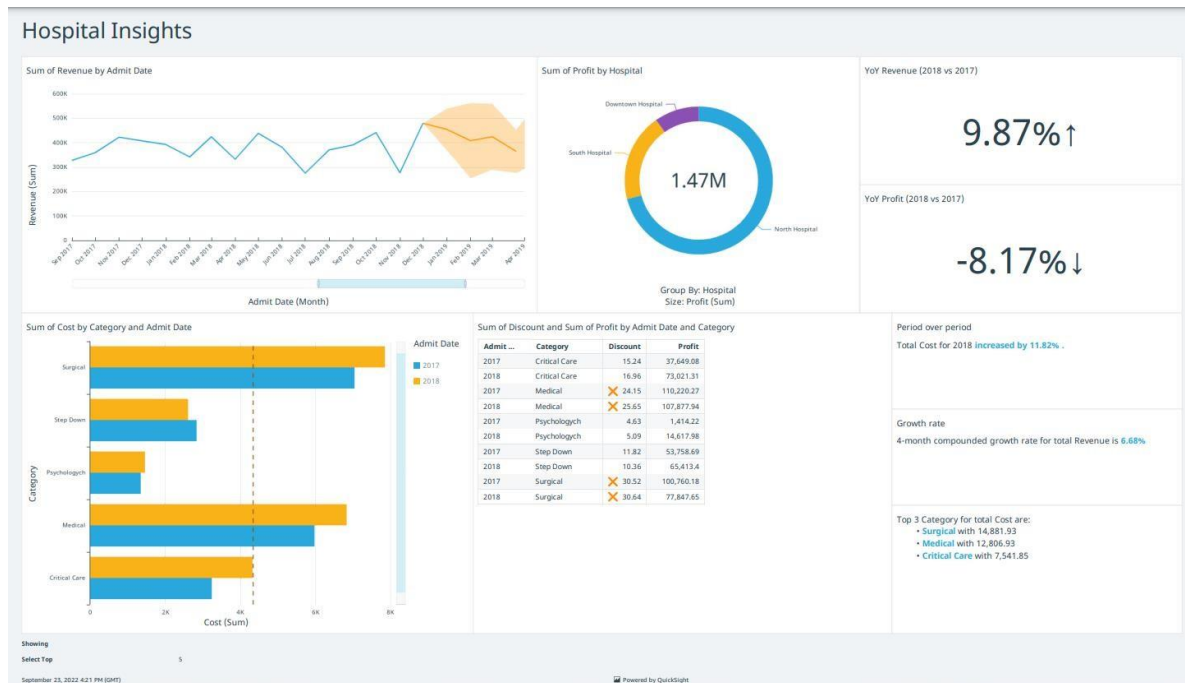 Hospital Insights
Sum of Revenue by Admit Date
Revenue (Sum)
600K
500K
400K
300K
200K
100K
0
Sep 2017
Oct 2017
Nov 2017
Dec 2017
Jan 2018
Feb 2018
Mar 2018
Apr 2018
May 2018
Jun 2018
Jul 2018
Aug 2018
Sep 2018
Oct 2018
Nov 2018
Dec 2018
Jan 2019
Feb 2019
Mar 2019
Apr 2019
Admit Date (Month)
Sum of Profit by Hospital
Downtown Hospital
South Hospital
1.47M
North Hospital
Group By: Hospital
Size: Profit (Sum)
YoY Revenue (2018 vs 2017)
9.87%↑
YoY Profit (2018 vs 2017)
-8.17%↓
Sum of Cost by Category and Admit Date
Category
Surgical
Step Down
Psychologych
Medical
Critical Care
0 2K 4K 6K 8K
Cost (Sum)
Admit Date
2017
2018
Sum of Discount and Sum of Profit by Admit Date and Category
Admit ... Category Discount Profit
2017 Critical Care 15.24 37,649.08
2018 Critical Care 16.96 73,021.31
2017 Medical 24.15 110,220.27
2018 Medical 25.65 107,877.94
2017 Psychologych 4.63 1,414.22
2018 Psychologych 5.09 14,617.98
2017 Step Down 11.82 53,758.69
2018 Step Down 10.36 65,413.4
2017 Surgical 30.52 100,760.18
2018 Surgical 30.64 77,847.65
Period over period
Total Cost for 2018 increased by 11.82% .
Growth rate
4-month compounded growth rate for total Revenue is 6.68%
Top 3 Category for total Cost are:
• Surgical with 14,881.93
• Medical with 12,806.93
• Critical Care with 7,541.85
Showing
Select Top 5
September 23, 2022 4:21 PM (GMT)
Powered by QuickSight